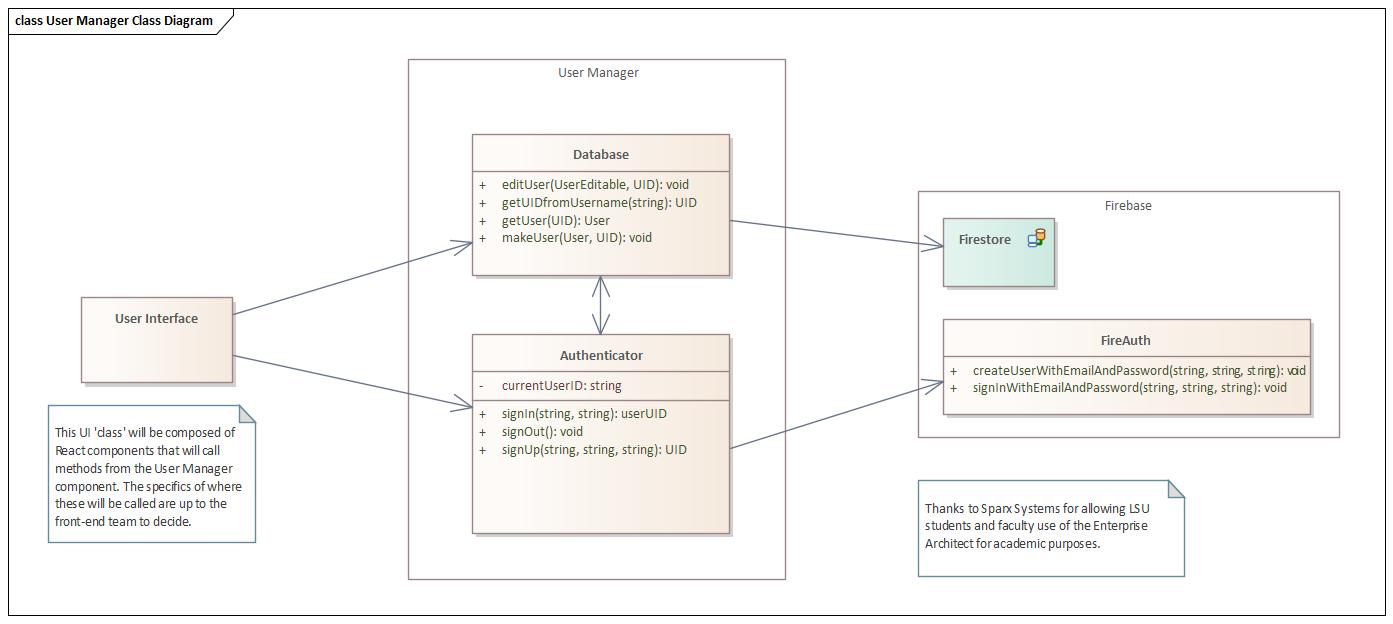 class User Manager Class Diagram
User Manager
Database
+ editUser(UserEditable, UID): void
+ getUIDfromUsername(string): UID
+ getUser(UID): User
+ makeUser(User, UID): void
User Interface
This UI 'class' will be composed of
React components that will call
methods from the User Manager
component. The specifics of where
these will be called are up to the
front-end team to decide.
Authenticator
- currentUserID: string
+ signIn(string, string): userUID
+ signOut(): void
+ signUp(string, string, string): UID
Firebase
Firestore
FireAuth
+ createUserWithEmailAndPassword(string, string, string): void
+ signInWithEmailAndPassword(string, string, string): void
Thanks to Sparx Systems for allowing LSU
students and faculty use of the Enterprise
Architect for academic purposes.